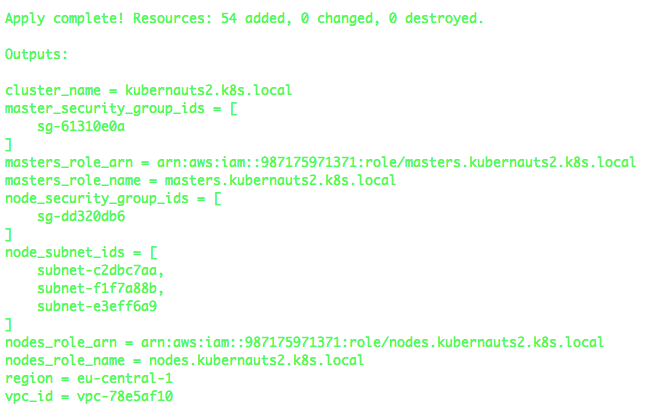 Apply complete! Resources: 54 added, 0 changed, 0 destroyed.
Outputs:
cluster_name = kubernauts2.k8s.local
master_security_group_ids = [
sg-61310e0a
]
masters_role_arn = arn:aws:iam::987175971371:role/masters.kubernauts2.k8s.local
masters_role_name = masters.kubernauts2.k8s.local
node_security_group_ids = [
sg-dd320db6
]
node_subnet_ids = [
subnet-c2dbc7aa,
subnet-f1f7a88b,
subnet-e3eff6a9
]
nodes_role_arn = arn:aws:iam::987175971371:role/nodes.kubernauts2.k8s.local
nodes_role_name = nodes.kubernauts2.k8s.local
region = eu-central-1
vpc_id = vpc-78e5af10